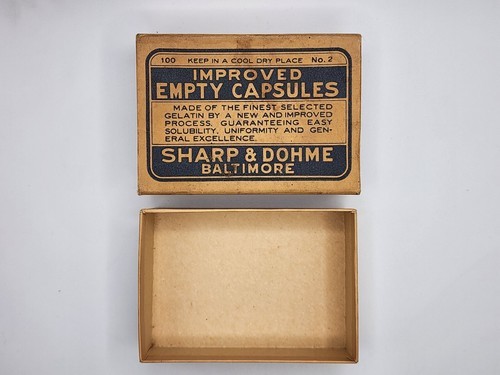 100 KEEP IN A COOL DRY PLACE No. 2
IMPROVED
EMPTY CAPSULES
MADE OF THE FINEST SELECTED
GELATIN BY A NEW AND IMPROVED
PROCESS, GUARANTEEING EASY
SOLUBILITY, UNIFORMITY AND GEN-
ERAL EXCELLENCE.
SHARP & DOHME
BALTIMORE